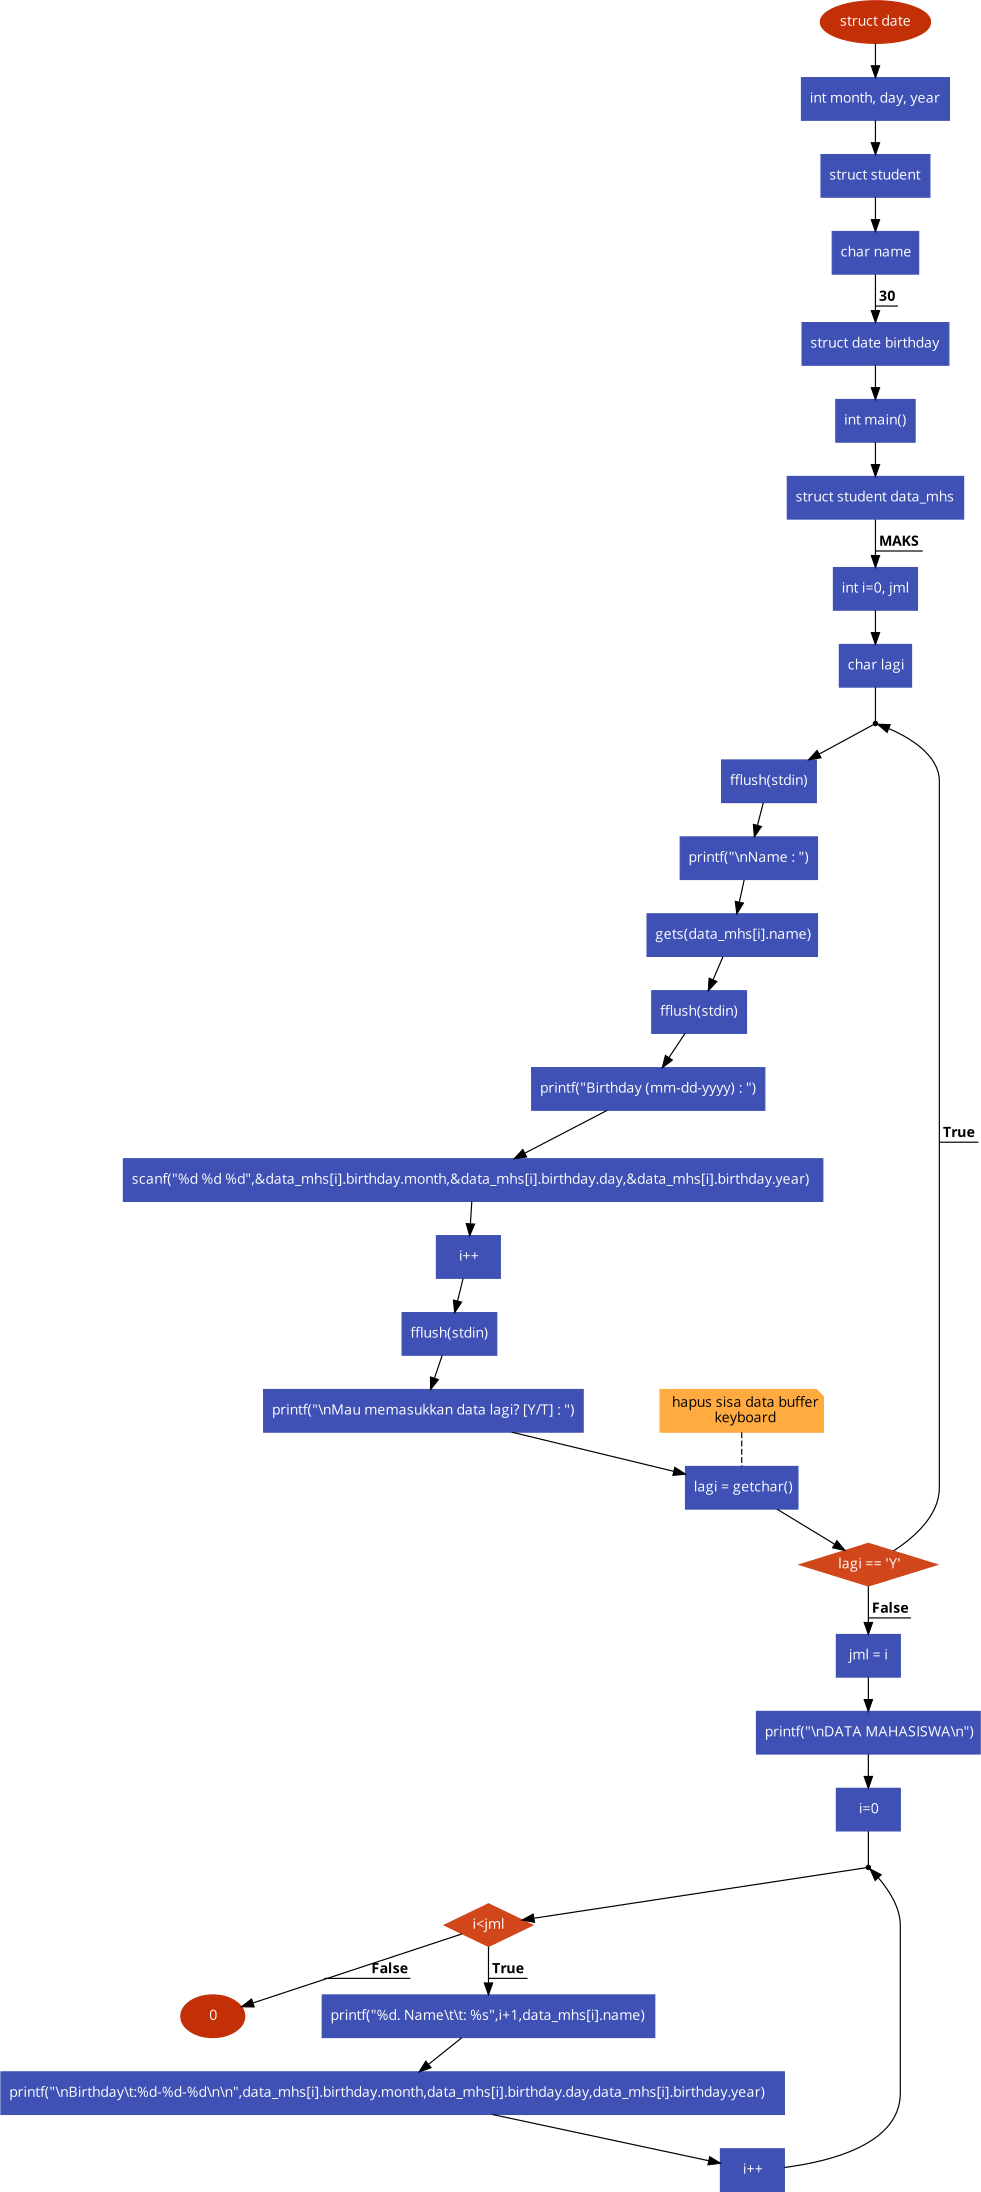 struct date
int month, day, year
struct student
char name
30
struct date birthday
int main()
struct student data_mhs
MAKS
int i=0, jml
char lagi
fflush(stdin)
printf("\nName : ")
gets(data_mhs[i].name)
fflush(stdin)
printf("Birthday (mm-dd-yyyy) : ")
True
scanf("%d %d %d",&data_mhs[i].birthday.month,&data_mhs[i].birthday.day,&data_mhs[i].birthday.year)
i++
fflush(stdin)
printf("\nMau memasukkan data lagi? [Y/T] : ")
hapus sisa data buffer
keyboard
lagi = getchar()
lagi == 'Y'
False
jml = i
printf("\nDATA MAHASISWA\n")
i=0
i<jml
False
True
0
printf("%d. Name\t\t: %s",i+1,data_mhs[i].name)
printf("\nBirthday\t:%d-%d-%d\n\n",data_mhs[i].birthday.month,data_mhs[i].birthday.day,data_mhs[i].birthday.year)
i++